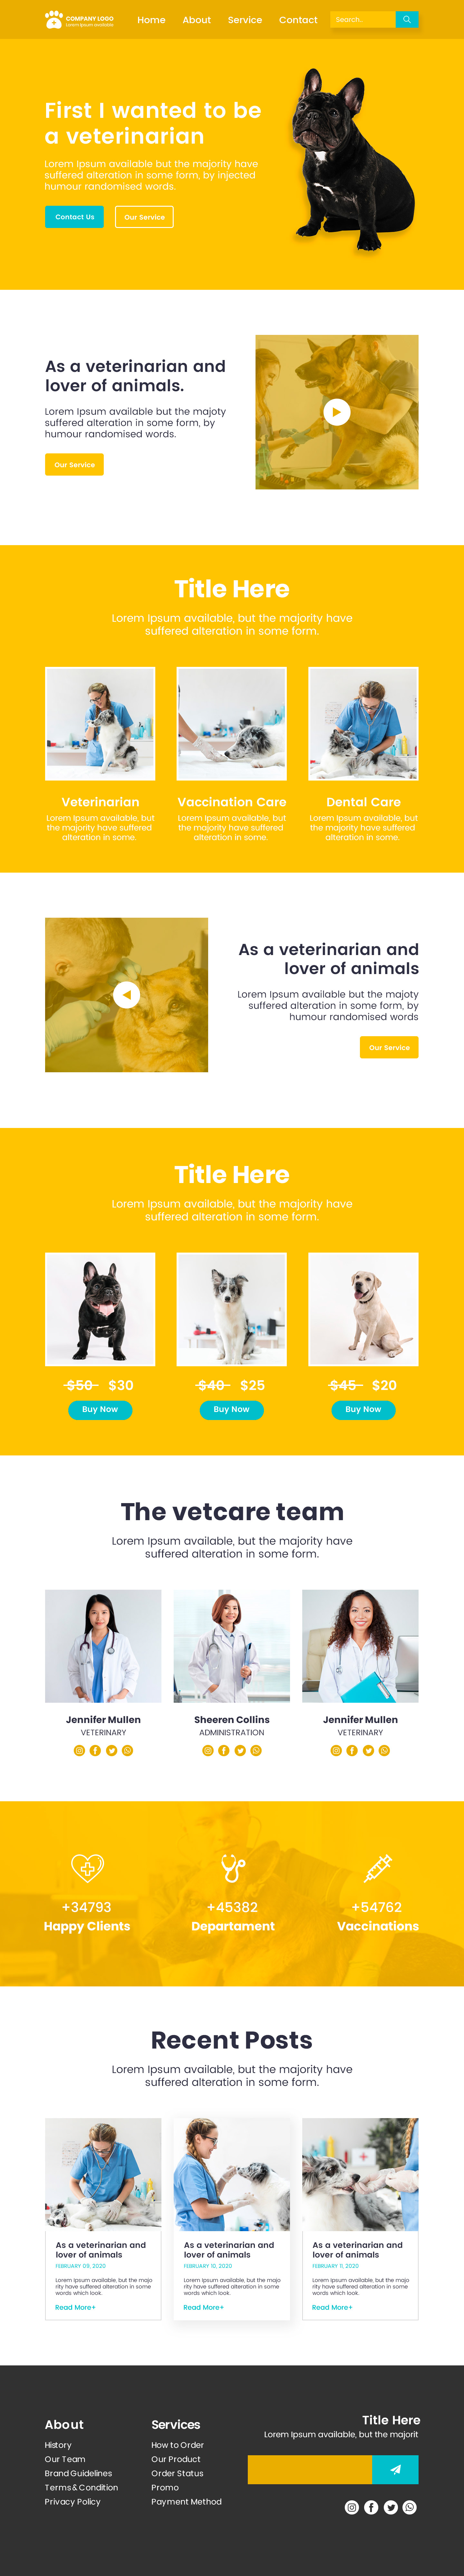 COMPANY LOGO
Lorem Ipsum available
Home About Service Contact
Search..
First I wanted to be
a veterinarian
Lorem Ipsum available but the majority have
suffered alteration in some form, by injected
humour randomised words.
Contact Us
Our Service
As a veterinarian and
lover of animals.
Lorem Ipsum available but the majoty
suffered alteration in some form, by
humour randomised words.
Our Service
Title Here
Lorem Ipsum available, but the majority have
suffered alteration in some form.
Veterinarian
Lorem Ipsum available, but
the majority have suffered
alteration in some.
Vaccination Care
Lorem Ipsum available, but
the majority have suffered
alteration in some.
Dental Care
Lorem Ipsum available, but
the majority have suffered
alteration in some.
As a veterinarian and
lover of animals
Lorem Ipsum available but the majoty
suffered alteration in some form, by
humour randomised words
Our Service
Title Here
Lorem Ipsum available, but the majority have
suffered alteration in some form.
$50 $30
Buy Now
$40 $25
Buy Now
$45 $20
Buy Now
The vetcare team
Lorem Ipsum available, but the majority have
suffered alteration in some form.
Jennifer Mullen
VETERINARY
Sheeren Collins
ADMINISTRATION
Jennifer Mullen
VETERINARY
+34793
Happy Clients
+45382
Departament
+54762
Vaccinations
Recent Posts
Lorem Ipsum available, but the majority have
suffered alteration in some form.
As a veterinarian and
lover of animals
FEBRUARY 09, 2020
Lorem Ipsum available, but the majo
rity have suffered alteration in some
words which look.
Read More+
As a veterinarian and
lover of animals
FEBRUARY 10, 2020
Lorem Ipsum available, but the majo
rity have suffered alteration in some
words which look.
Read More+
As a veterinarian and
lover of animals
FEBRUARY 11, 2020
Lorem Ipsum available, but the majo
rity have suffered alteration in some
words which look.
Read More+
About
History
Our Team
Brand Guidelines
Terms & Condition
Privacy Policy
Services
How to Order
Our Product
Order Status
Promo
Payment Method
Title Here
Lorem Ipsum available, but the majorit